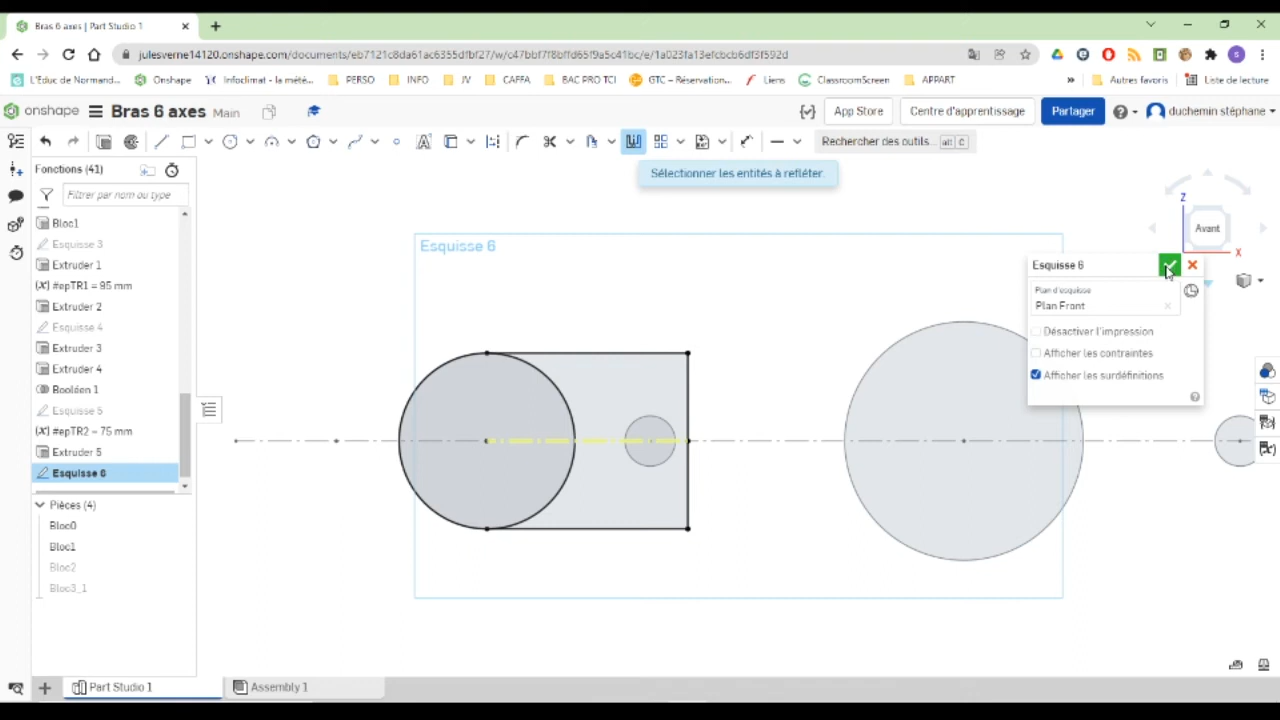 Bras 6 axes | Part Studio 1
julesverne14120.onshape.com/documents/eb7121c8da61ac6355dfbf27/w/c47bbf7f8bffd65f9a5c41bc/e/1a023fa13efcbcb6df3f592d
L'Educ de Normand...
Onshape
Infoclimat - la mété...
PERSO
INFO
JV
CAFFA
BAC PRO TCI
GTC – Réservation...
Liens
ClassroomScreen
APPART
»
Autres favoris
Liste de lecture
onshape
Bras 6 axes
Main
App Store
Centre d'apprentissage
Partager
duchemin stéphane
Rechercher des outils...
alt
C
Fonctions (41)
Filtrer par nom ou type
Sélectionner les entités à refléter.
Bloc1
Esquisse 3
Extruder 1
(x) #epTR1 = 95 mm
Extruder 2
Esquisse 4
Extruder 3
Extruder 4
Booléen 1
Esquisse 5
(x) #epTR2 = 75 mm
Extruder 5
Esquisse 6
Pièces (4)
Bloc0
Bloc1
Bloc2
Bloc3_1
Esquisse 6
Z
Avant
X
Esquisse 6
Plan d'esquisse
Plan Front
Désactiver l'impression
Afficher les contraintes
Afficher les surdéfinitions
Part Studio 1
Assembly 1